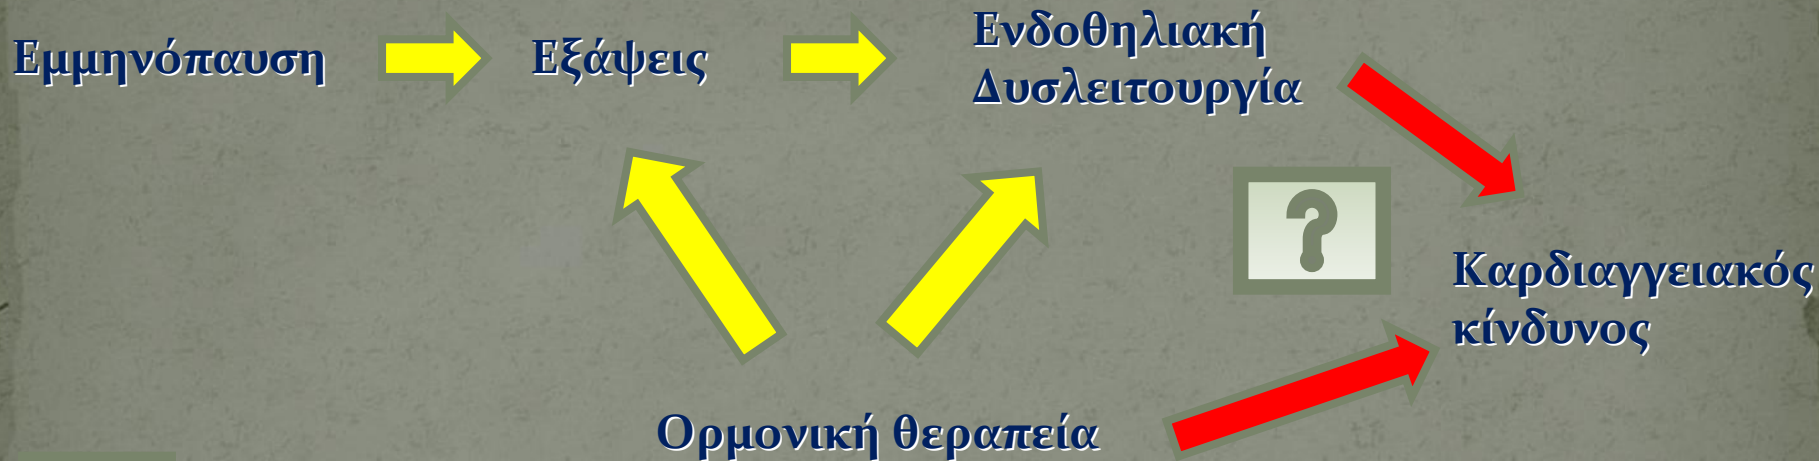 Εμμηνόπαυση
Εξάψεις
Ενδοθηλιακή
Δυσλειτουργία
?
Καρδιαγγειακός
κίνδυνος
Ορμονική θεραπεία